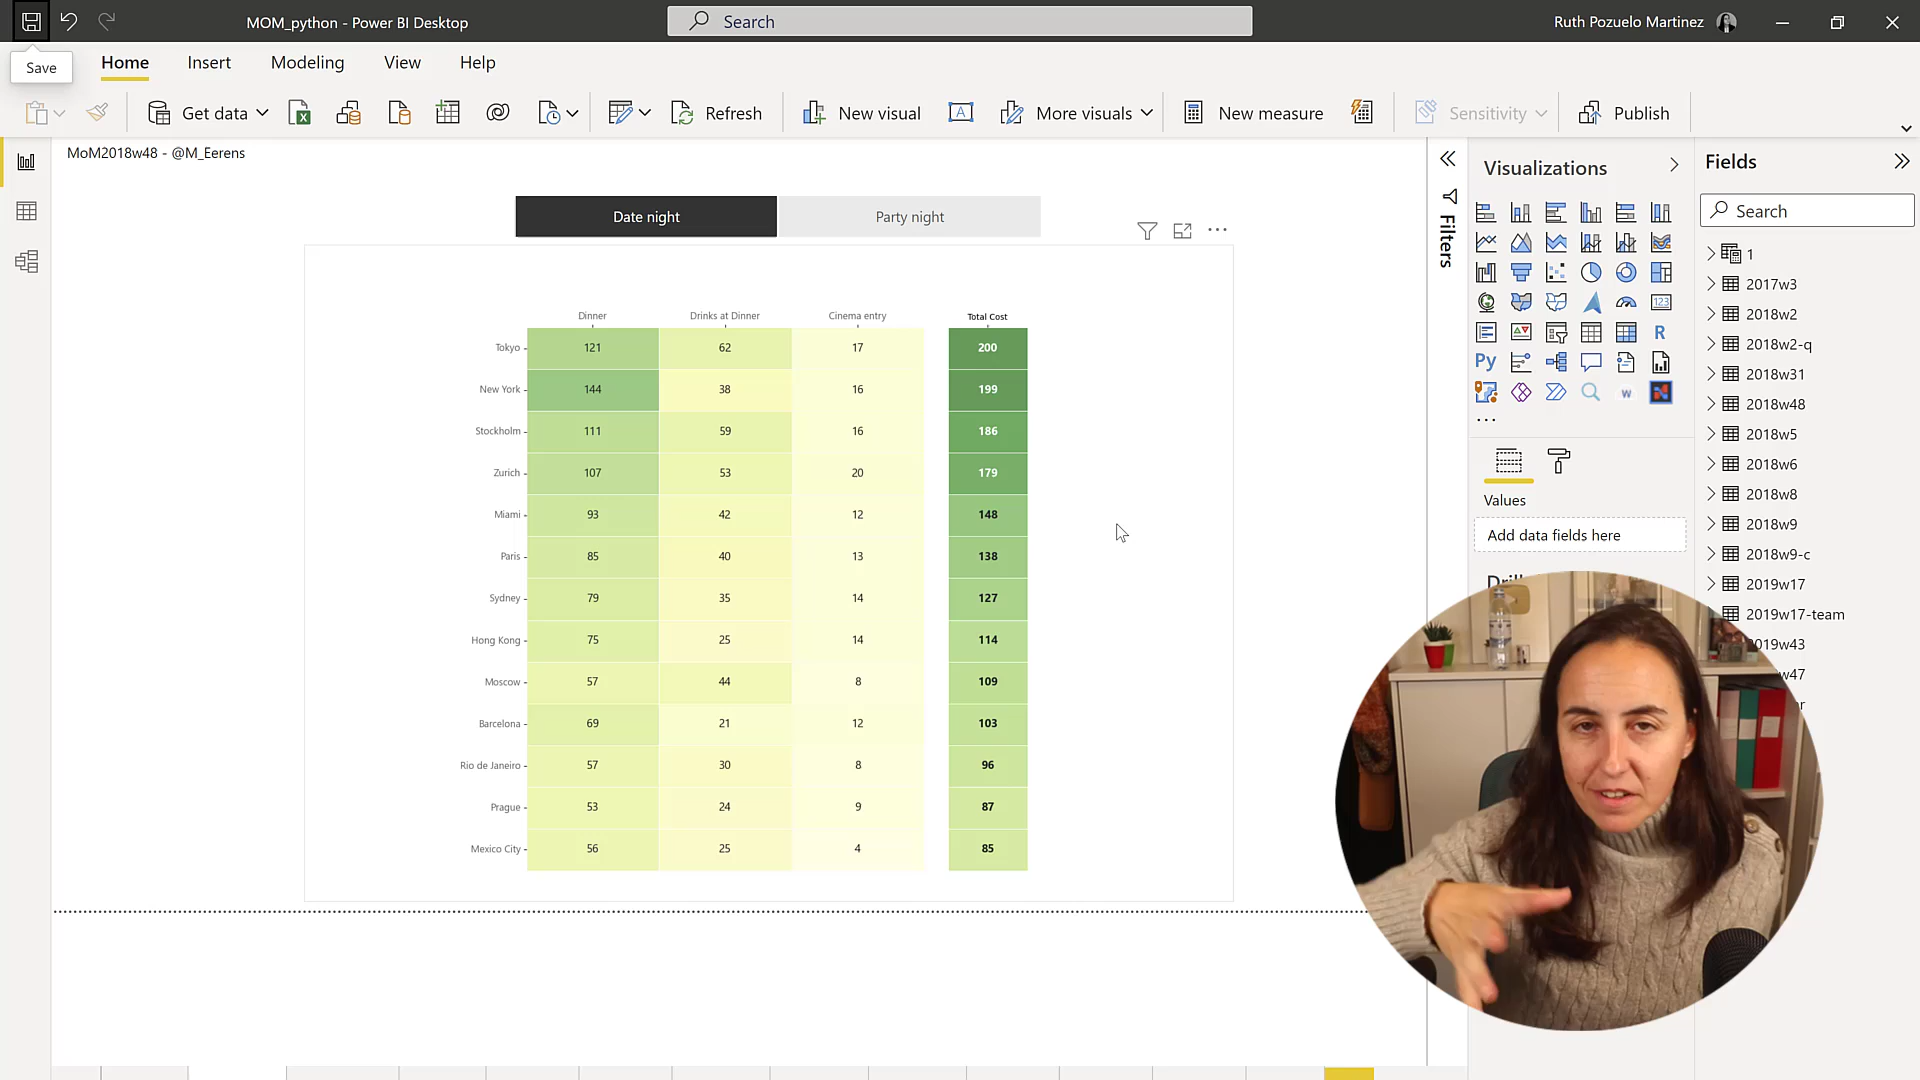 MOM_python - Power BI Desktop
Search
Ruth Pozuelo Martinez
Save
Home
Insert
Modeling
View
Help
Get data
Refresh
New visual
More visuals
New measure
Sensitivity
Publish
MoM2018w48 - @M_Eerens
Date night
Party night
Dinner Drinks at Dinner Cinema entry Total Cost
Tokyo 121 62 17 200
New York 144 38 16 199
Stockholm 111 59 16 186
Zurich 107 53 20 179
Miami 93 42 12 148
Paris 85 40 13 138
Sydney 79 35 14 127
Hong Kong 75 25 14 114
Moscow 57 44 8 109
Barcelona 69 21 12 103
Rio de Janeiro 57 30 8 96
Prague 53 24 9 87
Mexico City 56 25 4 85
Filters
Visualizations
123
R
Py
W
Values
Add data fields here
Fields
Search
1
2017w3
2018w2
2018w2-q
2018w31
2018w48
2018w5
2018w6
2018w8
2018w9
2018w9-c
2019w17
2019w17-team
2019w43
w47